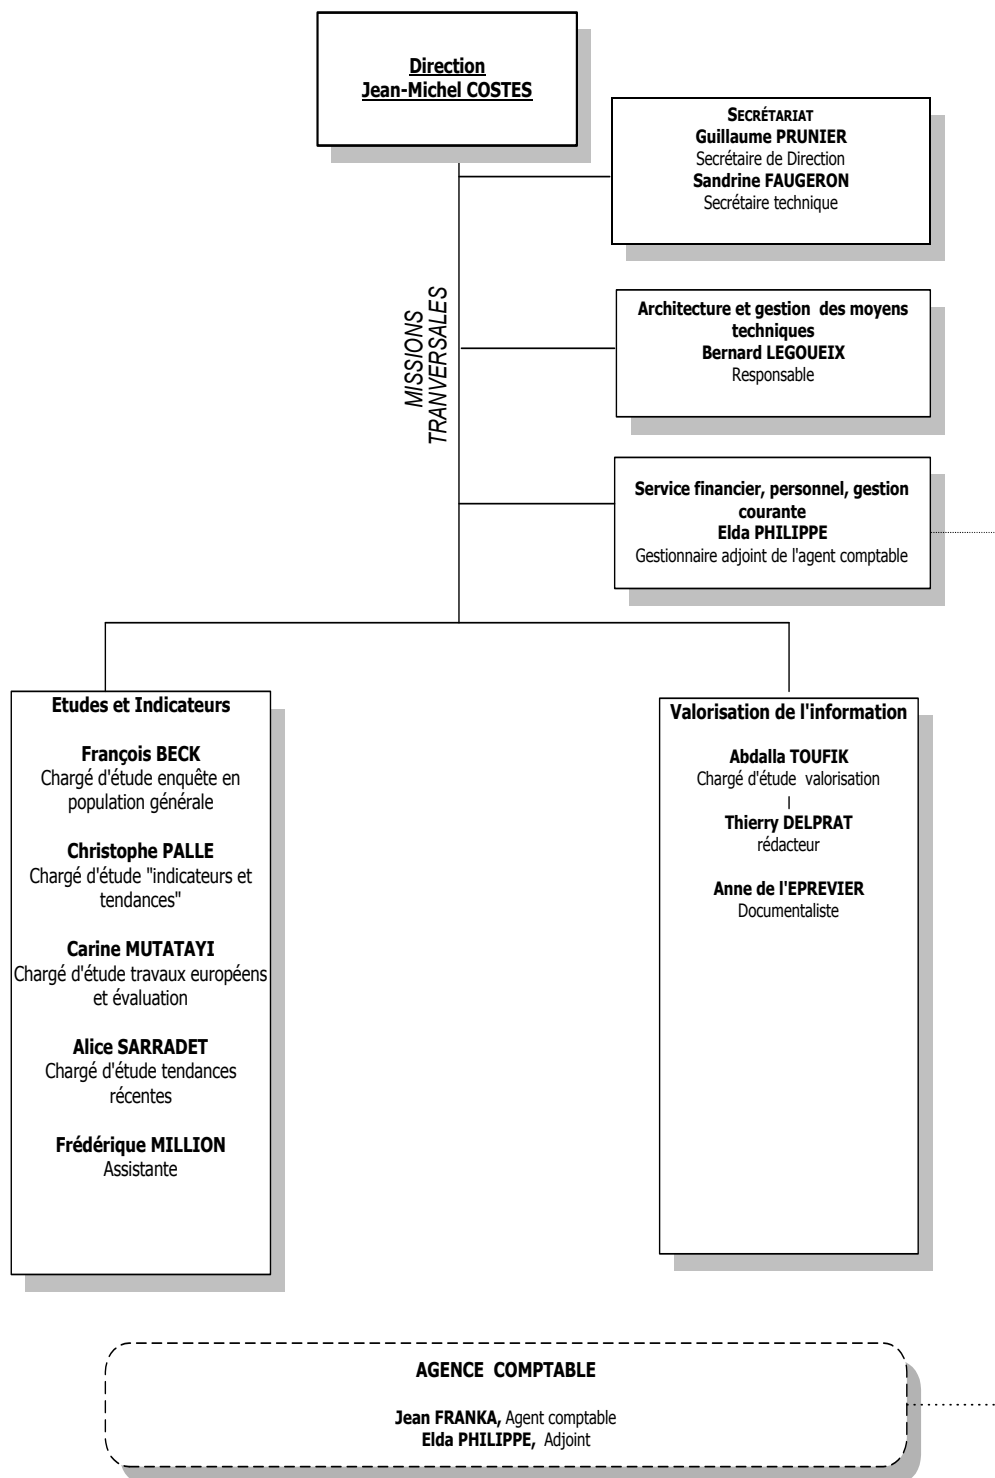 Direction
Jean-Michel COSTES
SECRÉTARIAT
Guillaume PRUNIER
Secrétaire de Direction
Sandrine FAUGERON
Secrétaire technique
MISSIONS
TRANVERSALES
Architecture et gestion des moyens
techniques
Bernard LEGOUEIX
Responsable
Service financier, personnel, gestion
courante
Elda PHILIPPE
Gestionnaire adjoint de l'agent comptable
Etudes et Indicateurs
François BECK
Chargé d'étude enquête en
population générale
Christophe PALLE
Chargé d'étude "indicateurs et
tendances"
Carine MUTATAYI
Chargé d'étude travaux européens
et évaluation
Alice SARRADET
Chargé d'étude tendances
récentes
Frédérique MILLION
Assistante
Valorisation de l'information
Abdalla TOUFIK
Chargé d'étude valorisation
Thierry DELPRAT
rédacteur
Anne de l'EPREVIER
Documentaliste
AGENCE COMPTABLE
Jean FRANKA, Agent comptable
Elda PHILIPPE, Adjoint